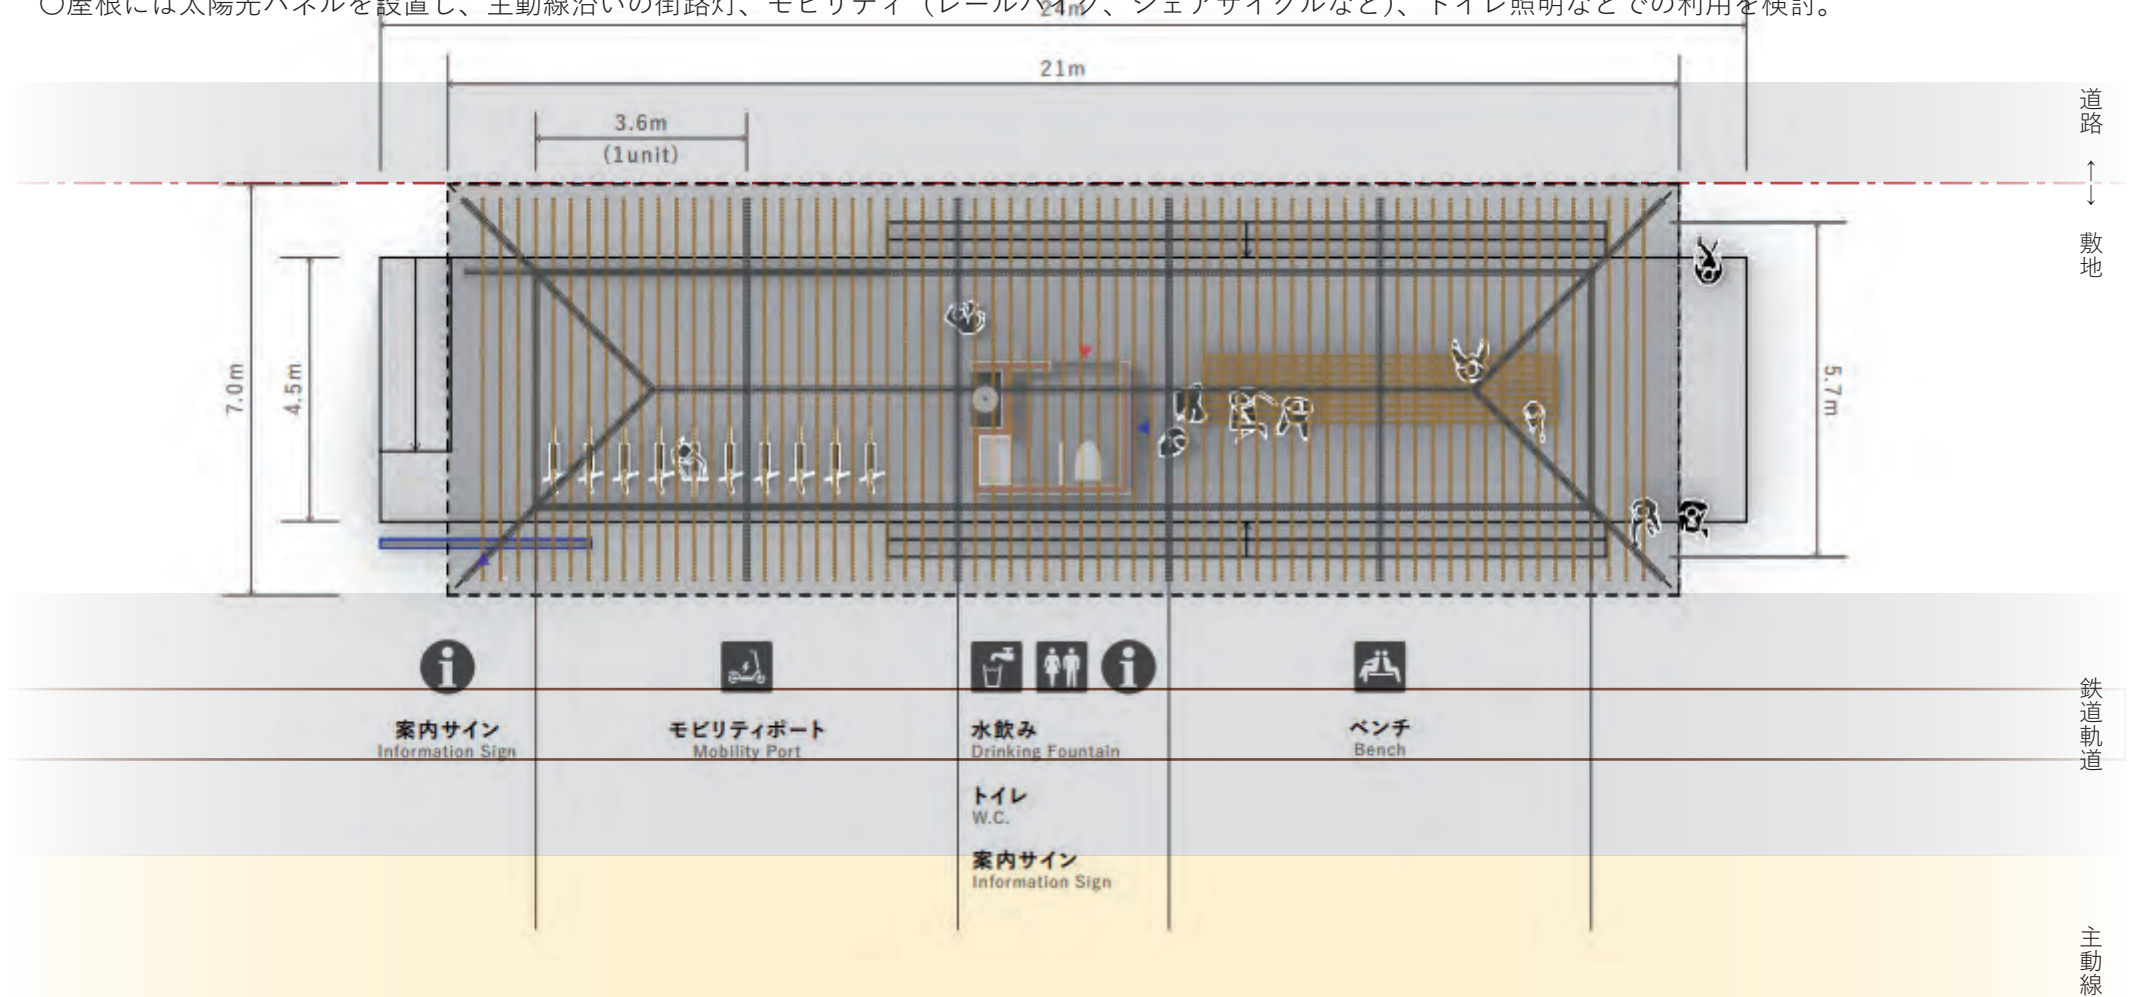 〇屋根には太陽光パネルを設置し、主動線沿いの街路灯、モビリティ（レールバイク、シェアサイクルなど)、トイレ照明などでの利用を検討。
24m
21m
3.6m
(1unit)
道路
←→
敷地
7.0m
4.5m
5.7m
案内サイン
Information Sign
モビリティポート
Mobility Port
水飲み
Drinking Fountain
トイレ
W.C.
案内サイン
Information Sign
ベンチ
Bench
鉄道軌道
主動線